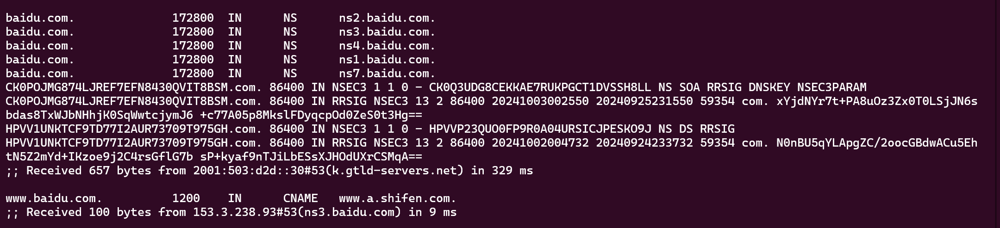 baidu.com. 172800 IN NS ns2.baidu.com.
baidu.com. 172800 IN NS ns3.baidu.com.
baidu.com. 172800 IN NS ns4.baidu.com.
baidu.com. 172800 IN NS ns1.baidu.com.
baidu.com. 172800 IN NS ns7.baidu.com.
CK0POJMG874LJREF7EFN8430QVIT8BSM.com. 86400 IN NSEC3 1 1 0 - CK0Q3UDG8CEKKAE7RUKPGCT1DVSSH8LL NS SOA RRSIG DNSKEY NSEC3PARAM
CK0POJMG874LJREF7EFN8430QVIT8BSM.com. 86400 IN RRSIG NSEC3 13 2 86400 20241003002550 20240925231550 59354 com. xYjdNYr7t+PA8uOz3Zx0T0LSjJN6s
bdas8TxWJbNHhjK0SqWwtcjymJ6 +c77A05p8MkslFDyqcpOd0ZeS0t3Hg==
HPVV1UNKTCF9TD77I2AUR73709T975GH.com. 86400 IN NSEC3 1 1 0 - HPVVP23QUO0FP9R0A04URSICJPESKO9J NS DS RRSIG
HPVV1UNKTCF9TD77I2AUR73709T975GH.com. 86400 IN RRSIG NSEC3 13 2 86400 20241002004732 20240924233732 59354 com. N0nBU5qYLApgZC/2oocGBdwACu5Eh
tN5Z2mYd+IKzoe9j2C4rsGflG7b sP+kyaf9nTJiLbESsXJHOdUXrCSMqA==
;; Received 657 bytes from 2001:503:d2d::30#53(k.gtld-servers.net) in 329 ms
www.baidu.com. 1200 IN CNAME www.a.shifen.com.
;; Received 100 bytes from 153.3.238.93#53(ns3.baidu.com) in 9 ms